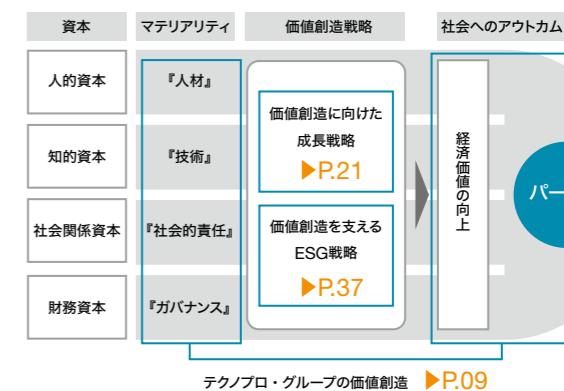 資本
マテリアリティ
価値創造戦略
社会へのアウトカム
人的資本
『人材』
知的資本
『技術』
社会関係資本
『社会的責任』
財務資本
『ガバナンス』
価値創造に向けた
成長戦略
▶P.21
価値創造を支える
ESG戦略
▶P.37
経済価値の向上
パー
テクノプロ・グループの価値創造 ▶P.09